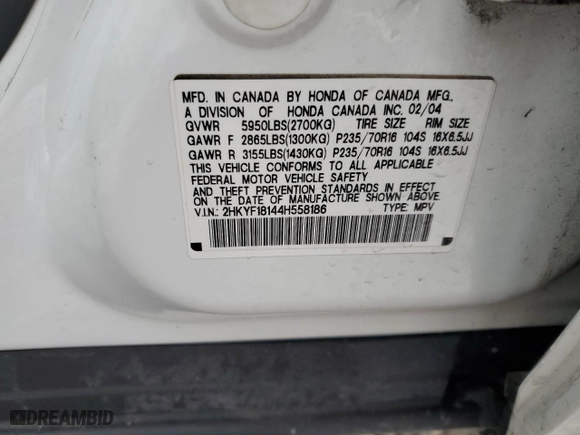 MFD. IN CANADA BY HONDA OF CANADA MFG.,
A DIVISION OF HONDA CANADA INC. 02/04
GVWR 5950LBS(2700KG) TIRE SIZE RIM SIZE
GAWR F 2865LBS(1300KG) P235/70R16 104S 16X6.5JJ
GAWR R 3155LBS(1430KG) P235/70R16 104S 16X6.5JJ
THIS VEHICLE CONFORMS TO ALL APPLICABLE
FEDERAL MOTOR VEHICLE SAFETY
AND THEFT PREVENTION STANDARDS IN EFFECT
ON THE DATE OF MANUFACTURE SHOWN ABOVE.
V.I.N.: 2HKYF18144H558186 TYPE: MPV
DREAMBID